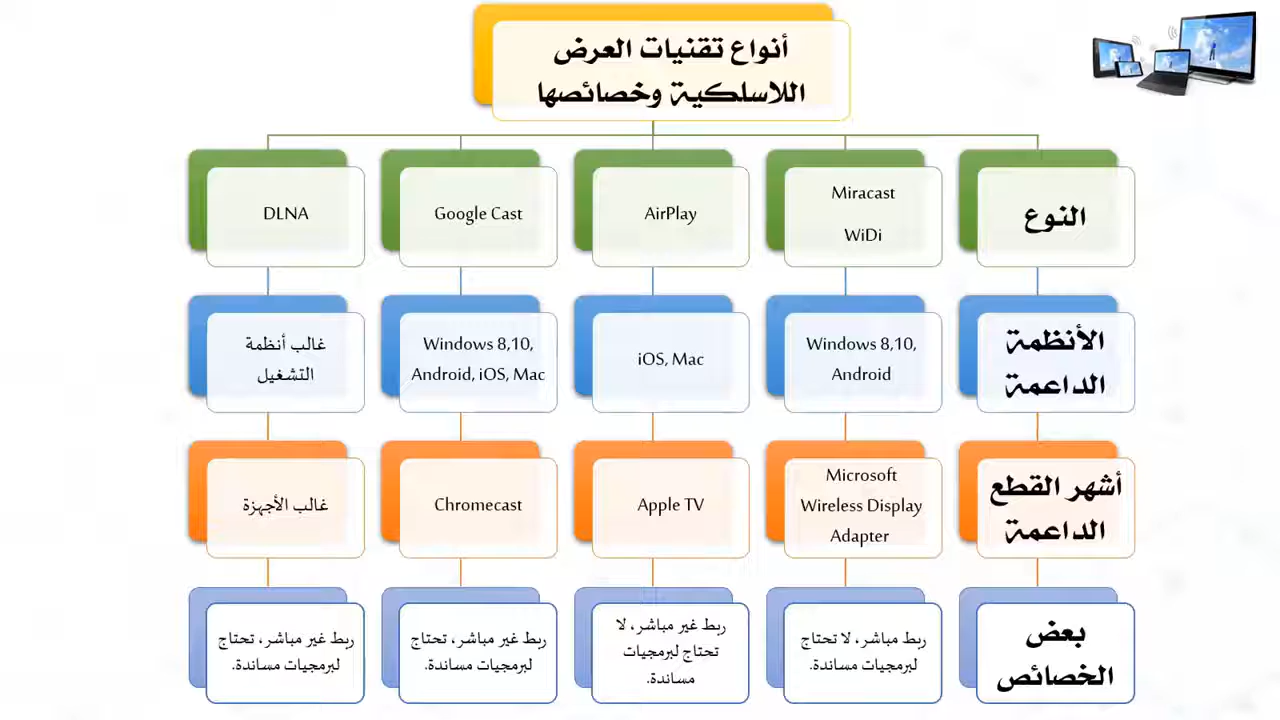 أنواع تقنيات العرض
اللاسلكية وخصائصها
النوع
Miracast
WiDi
AirPlay
Google Cast
DLNA
الأنظمة
الداعمة
Windows 8,10,
Android
iOS, Mac
Windows 8,10,
Android, iOS, Mac
غالب أنظمة
التشغيل
أشهر القطع
الداعمة
Microsoft
Wireless Display
Adapter
Apple TV
Chromecast
غالب الأجهزة
بعض
الخصائص
ربط مباشر، لا تحتاج
لبرمجيات مساندة.
ربط غير مباشر، لا
تحتاج لبرمجيات
مساندة.
ربط غير مباشر، تحتاج
لبرمجيات مساندة.
ربط غير مباشر، تحتاج
لبرمجيات مساندة.